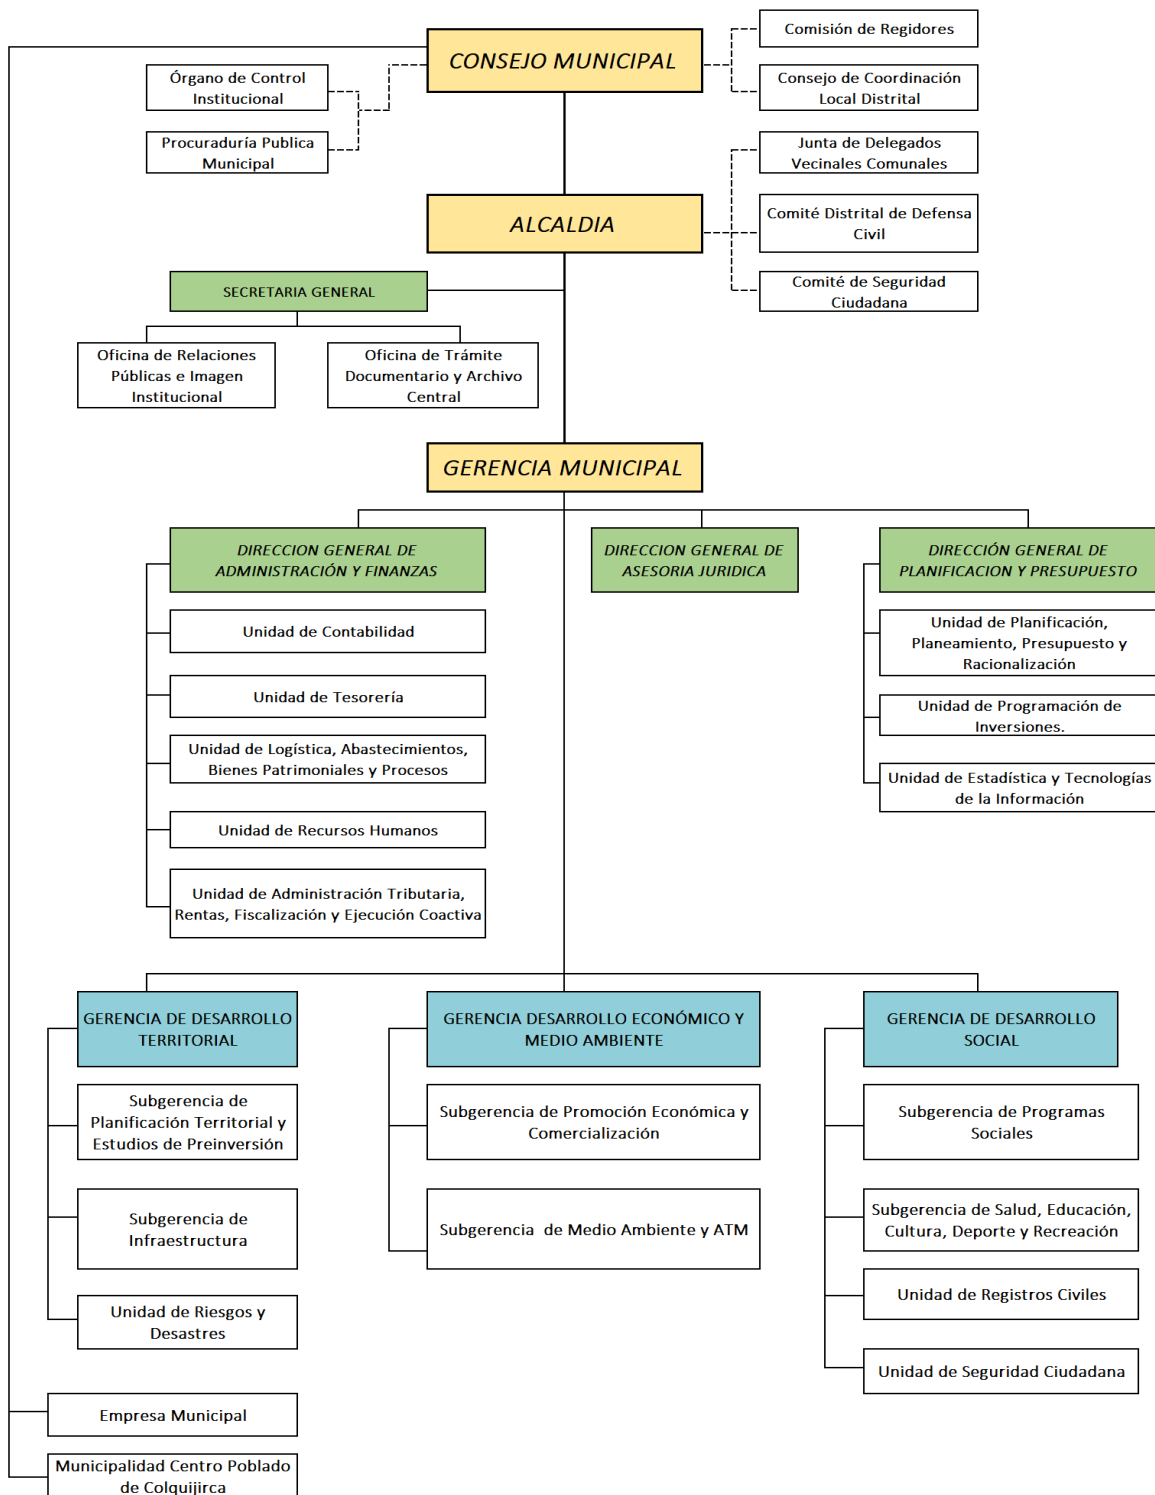 Comisión de Regidores
CONSEJO MUNICIPAL
Órgano de Control
Institucional
Consejo de Coordinación
Local Distrital
Procuraduría Publica
Municipal
Junta de Delegados
Vecinales Comunales
ALCALDIA
Comité Distrital de Defensa
Civil
SECRETARIA GENERAL
Comité de Seguridad
Ciudadana
Oficina de Relaciones
Públicas e Imagen
Institucional
Oficina de Trámite
Documentario y Archivo
Central
GERENCIA MUNICIPAL
DIRECCION GENERAL DE
ADMINISTRACIÓN Y FINANZAS
DIRECCION GENERAL DE
ASESORIA JURIDICA
DIRECCIÓN GENERAL DE
PLANIFICACION Y PRESUPUESTO
Unidad de Contabilidad
Unidad de Tesorería
Unidad de Logística, Abastecimientos,
Bienes Patrimoniales y Procesos
Unidad de Recursos Humanos
Unidad de Administración Tributaria,
Rentas, Fiscalización y Ejecución Coactiva
Unidad de Planificación,
Planeamiento, Presupuesto y
Racionalización
Unidad de Programación de
Inversiones.
Unidad de Estadística y Tecnologías
de la Información
GERENCIA DE DESARROLLO
TERRITORIAL
GERENCIA DESARROLLO ECONÓMICO Y
MEDIO AMBIENTE
GERENCIA DE DESARROLLO
SOCIAL
Subgerencia de
Planificación Territorial y
Estudios de Preinversión
Subgerencia de
Infraestructura
Unidad de Riesgos y
Desastres
Subgerencia de Promoción Económica y
Comercialización
Subgerencia de Medio Ambiente y ATM
Subgerencia de Programas
Sociales
Subgerencia de Salud, Educación,
Cultura, Deporte y Recreación
Unidad de Registros Civiles
Unidad de Seguridad Ciudadana
Empresa Municipal
Municipalidad Centro Poblado
de Colquijirca